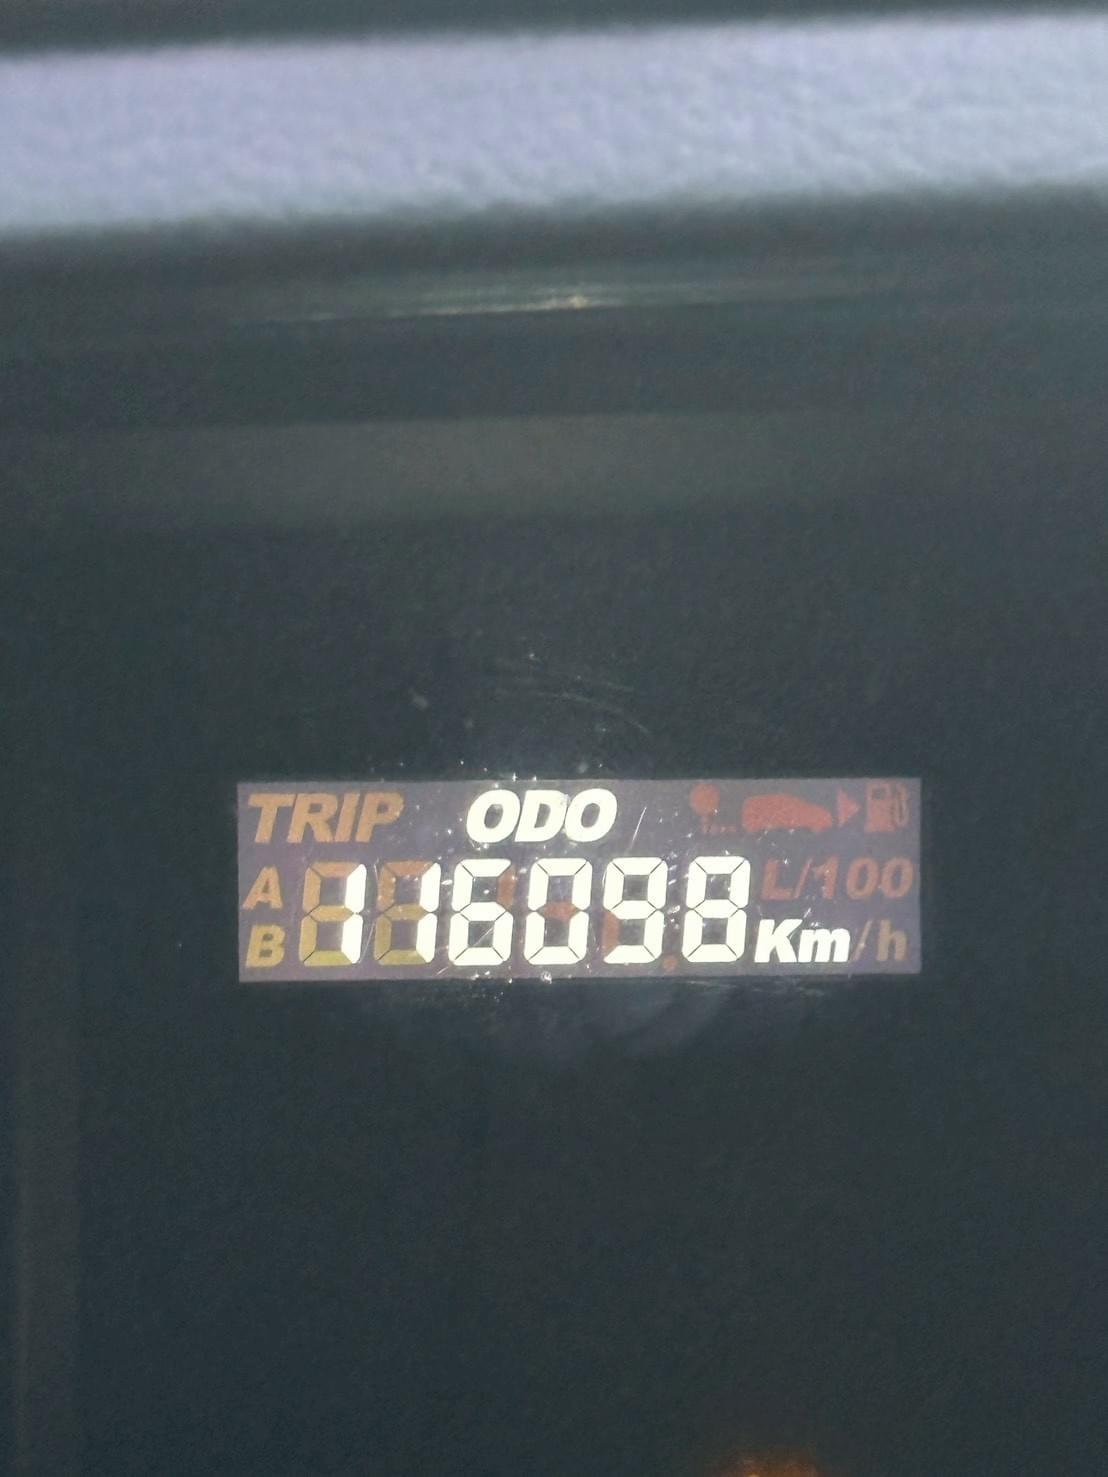 TRIP ODO
A 116098 L/100
B Km/h